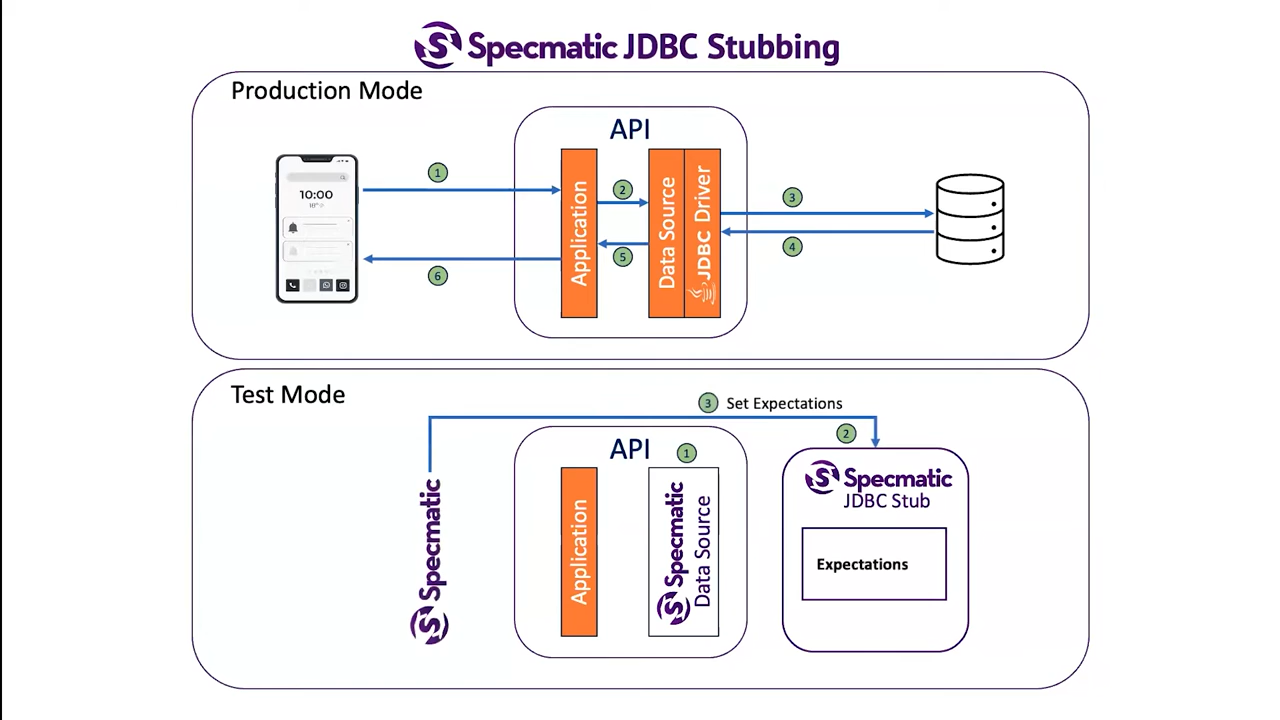 Specmatic JDBC Stubbing
Production Mode
API
10:00
1
2
3
4
5
6
Application
Data Source
JDBC Driver
Test Mode
3 Set Expectations
2
API
1
Specmatic
Application
Specmatic
Data Source
Specmatic
JDBC Stub
Expectations